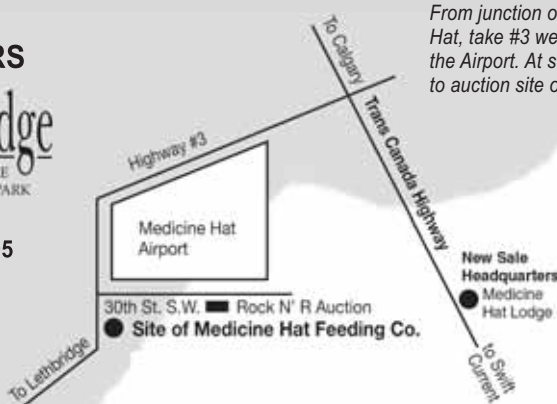 From junction o
Hat, take #3 we
the Airport. At s
to auction site o
RS
dge
E
PARK
5
To Calgary
Trans Canada Highway
Highway #3
Medicine Hat
Airport
New Sale
Headquarters
Medicine
Hat Lodge
30th St. S.W. Rock N' R Auction
Site of Medicine Hat Feeding Co.
To Lethbridge
to Swift
Current